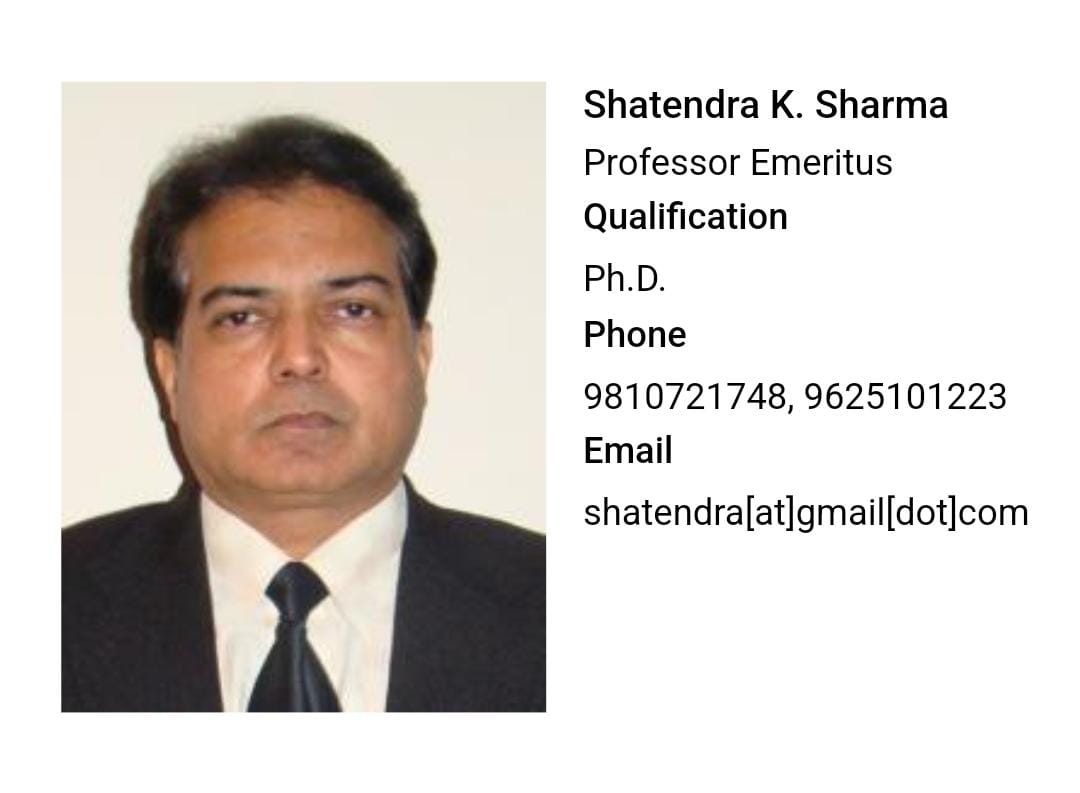 Shatendra K. Sharma
Professor Emeritus
Qualification
Ph.D.
Phone
9810721748, 9625101223
Email
shatendra[at]gmail[dot]com